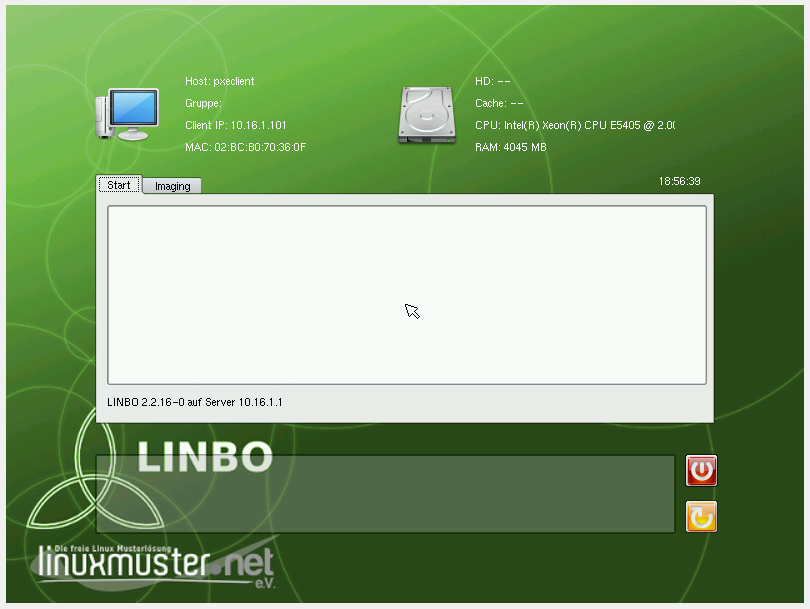 Host: pxeclient
Gruppe:
Client IP: 10.16.1.101
MAC: 02:BC:B0:70:36:0F
HD: --
Cache: --
CPU: Intel(R) Xeon(R) CPU E5405 @ 2.0(
RAM: 4045 MB
Start
Imaging
18:56:39
LINBO 2.2.16-0 auf Server 10.16.1.1
LINBO
Die freie Linux Musterlösung
linuxmuster.net
e.V.